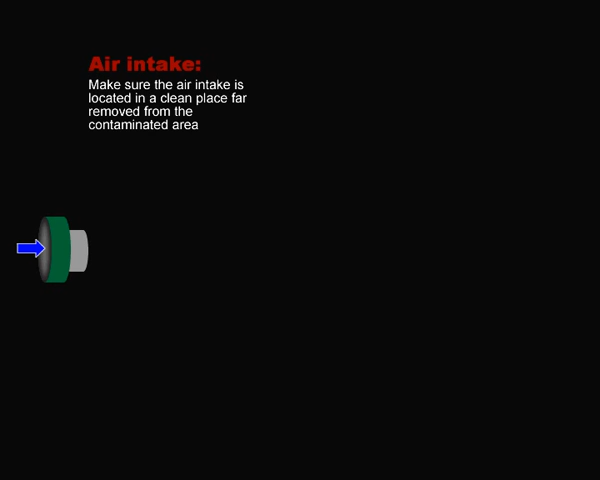 Air intake:
Make sure the air intake is
located in a clean place far
removed from the
contaminated area